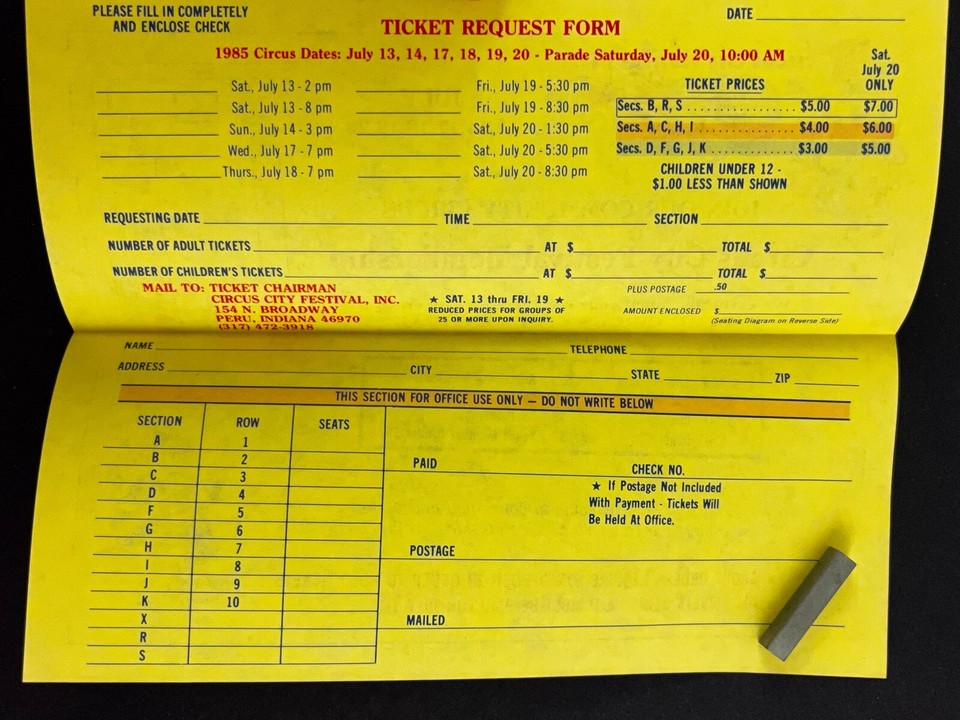 PLEASE FILL IN COMPLETELY
AND ENCLOSE CHECK
DATE
TICKET REQUEST FORM
1985 Circus Dates: July 13, 14, 17, 18, 19, 20 - Parade Saturday, July 20, 10:00 AM
Sat., July 13 - 2 pm
Sat., July 13 - 8 pm
Sun., July 14 - 3 pm
Wed., July 17 - 7 pm
Thurs., July 18 - 7 pm
Fri., July 19 - 5:30 pm
Fri., July 19 - 8:30 pm
Sat., July 20 - 1:30 pm
Sat., July 20 - 5:30 pm
Sat., July 20 - 8:30 pm
Sat.
July 20
ONLY
TICKET PRICES
Secs. B, R, S . . . . . . . . . . . . . . . . $5.00 $7.00
Secs. A, C, H, I . . . . . . . . . . . . . . $4.00 $6.00
Secs. D, F, G, J, K . . . . . . . . . . . . $3.00 $5.00
CHILDREN UNDER 12 -
$1.00 LESS THAN SHOWN
REQUESTING DATE TIME SECTION
NUMBER OF ADULT TICKETS AT $ TOTAL $
NUMBER OF CHILDREN'S TICKETS AT $ TOTAL $
MAIL TO: TICKET CHAIRMAN
CIRCUS CITY FESTIVAL, INC.
154 N. BROADWAY
PERU, INDIANA 46970
(317) 472-3918
★ SAT. 13 thru FRI. 19 ★
REDUCED PRICES FOR GROUPS OF
25 OR MORE UPON INQUIRY.
PLUS POSTAGE .50
AMOUNT ENCLOSED $
(Seating Diagram on Reverse Side)
NAME TELEPHONE
ADDRESS CITY STATE ZIP
THIS SECTION FOR OFFICE USE ONLY — DO NOT WRITE BELOW
SECTION ROW SEATS
A 1
B 2
C 3
D 4
F 5
G 6
H 7
I 8
J 9
K 10
X
R
S
PAID CHECK NO.
★ If Postage Not Included
With Payment - Tickets Will
Be Held At Office.
POSTAGE
MAILED